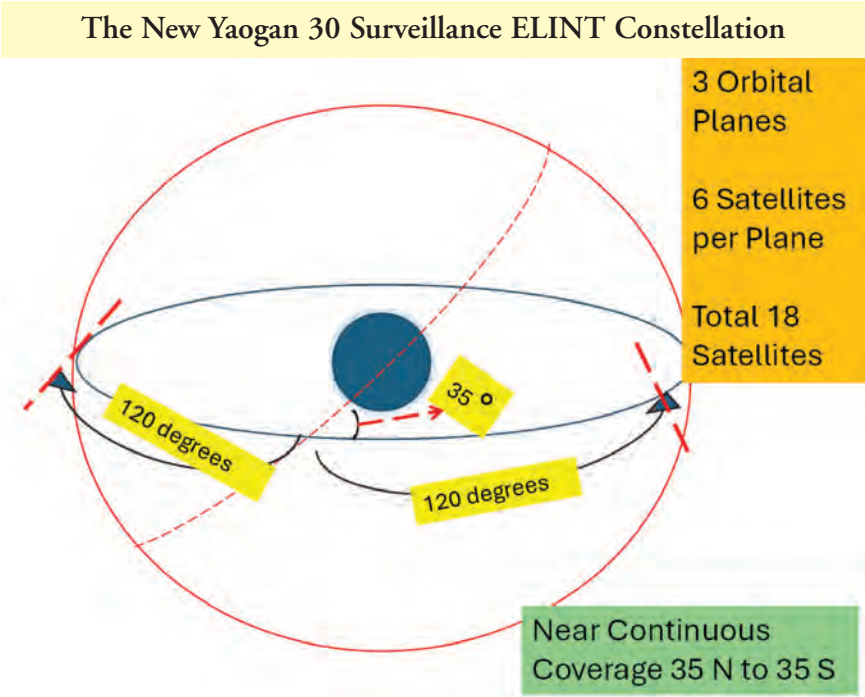 The New Yaogan 30 Surveillance ELINT Constellation
3 Orbital
Planes
6 Satellites
per Plane
Total 18
Satellites
35 º
120 degrees
120 degrees
Near Continuous
Coverage 35 N to 35 S